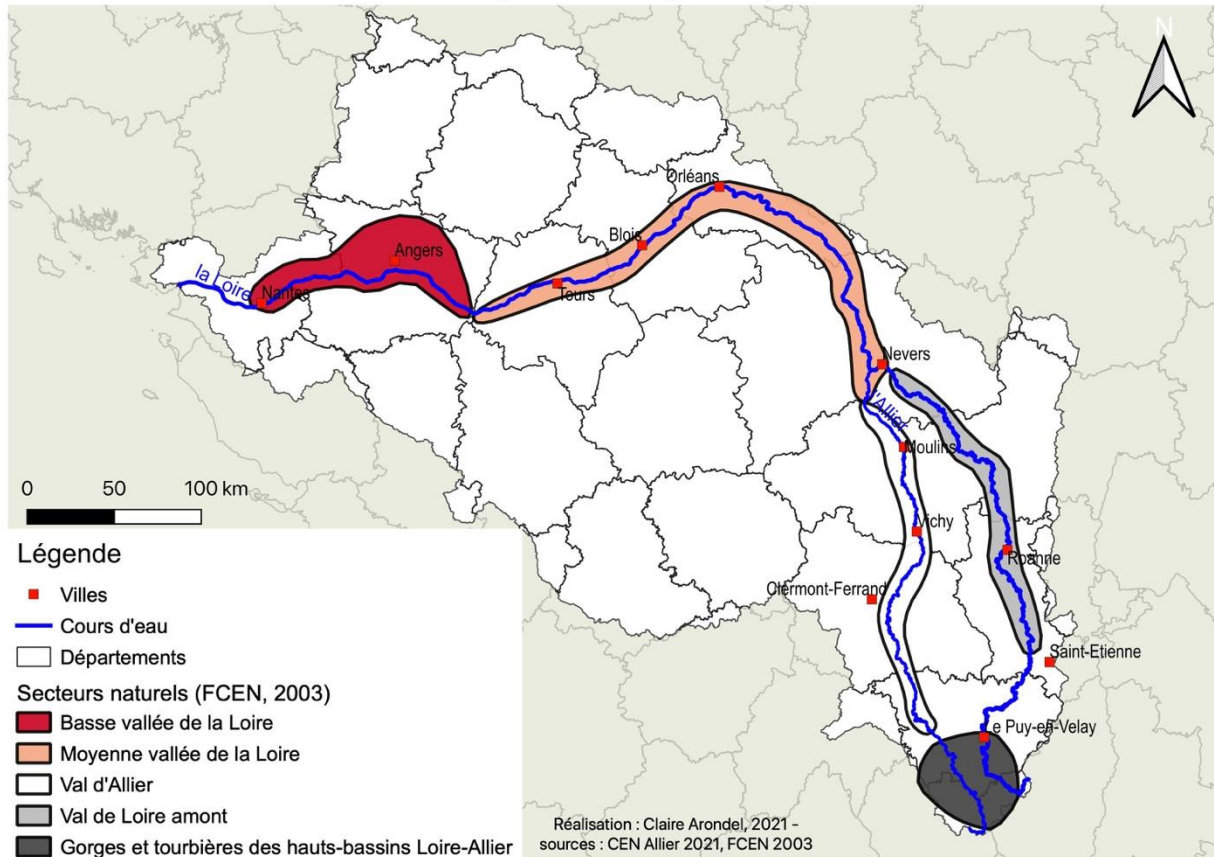 N
Orléans
Blois
Angers
la Loire
Nantes
Tours
Nevers
l'Allier
Moulins
0 50 100 km
Vichy
Roanne
Clermont-Ferrand
Saint-Etienne
e Puy-en-Velay
Légende
Villes
Cours d'eau
Départements
Secteurs naturels (FCEN, 2003)
Basse vallée de la Loire
Moyenne vallée de la Loire
Val d'Allier
Val de Loire amont
Gorges et tourbières des hauts-bassins Loire-Allier
Réalisation : Claire Arondel, 2021 -
sources : CEN Allier 2021, FCEN 2003